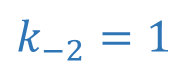 k₋₂ = 1